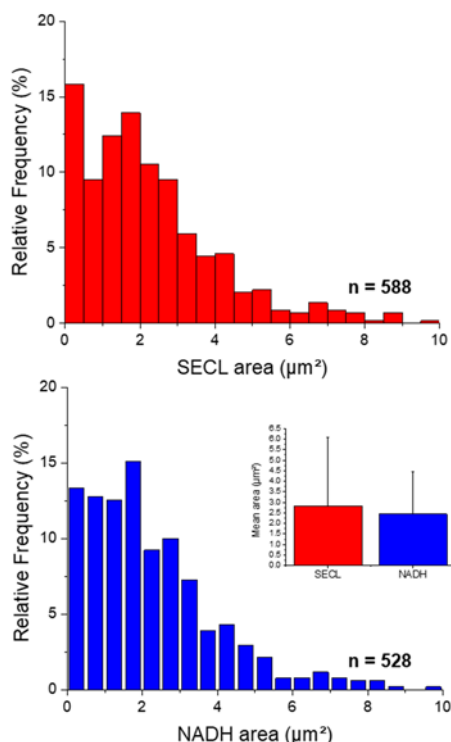 20
15
10
5
0
Relative Frequency (%)
n = 588
0 2 4 6 8 10
SECL area (µm²)
20
15
10
5
0
Relative Frequency (%)
6.5
6.0
5.5
5.0
4.5
4.0
3.5
3.0
2.5
2.0
1.5
1.0
0.5
0.0
Mean area (µm²)
SECL NADH
n = 528
0 2 4 6 8 10
NADH area (µm²)